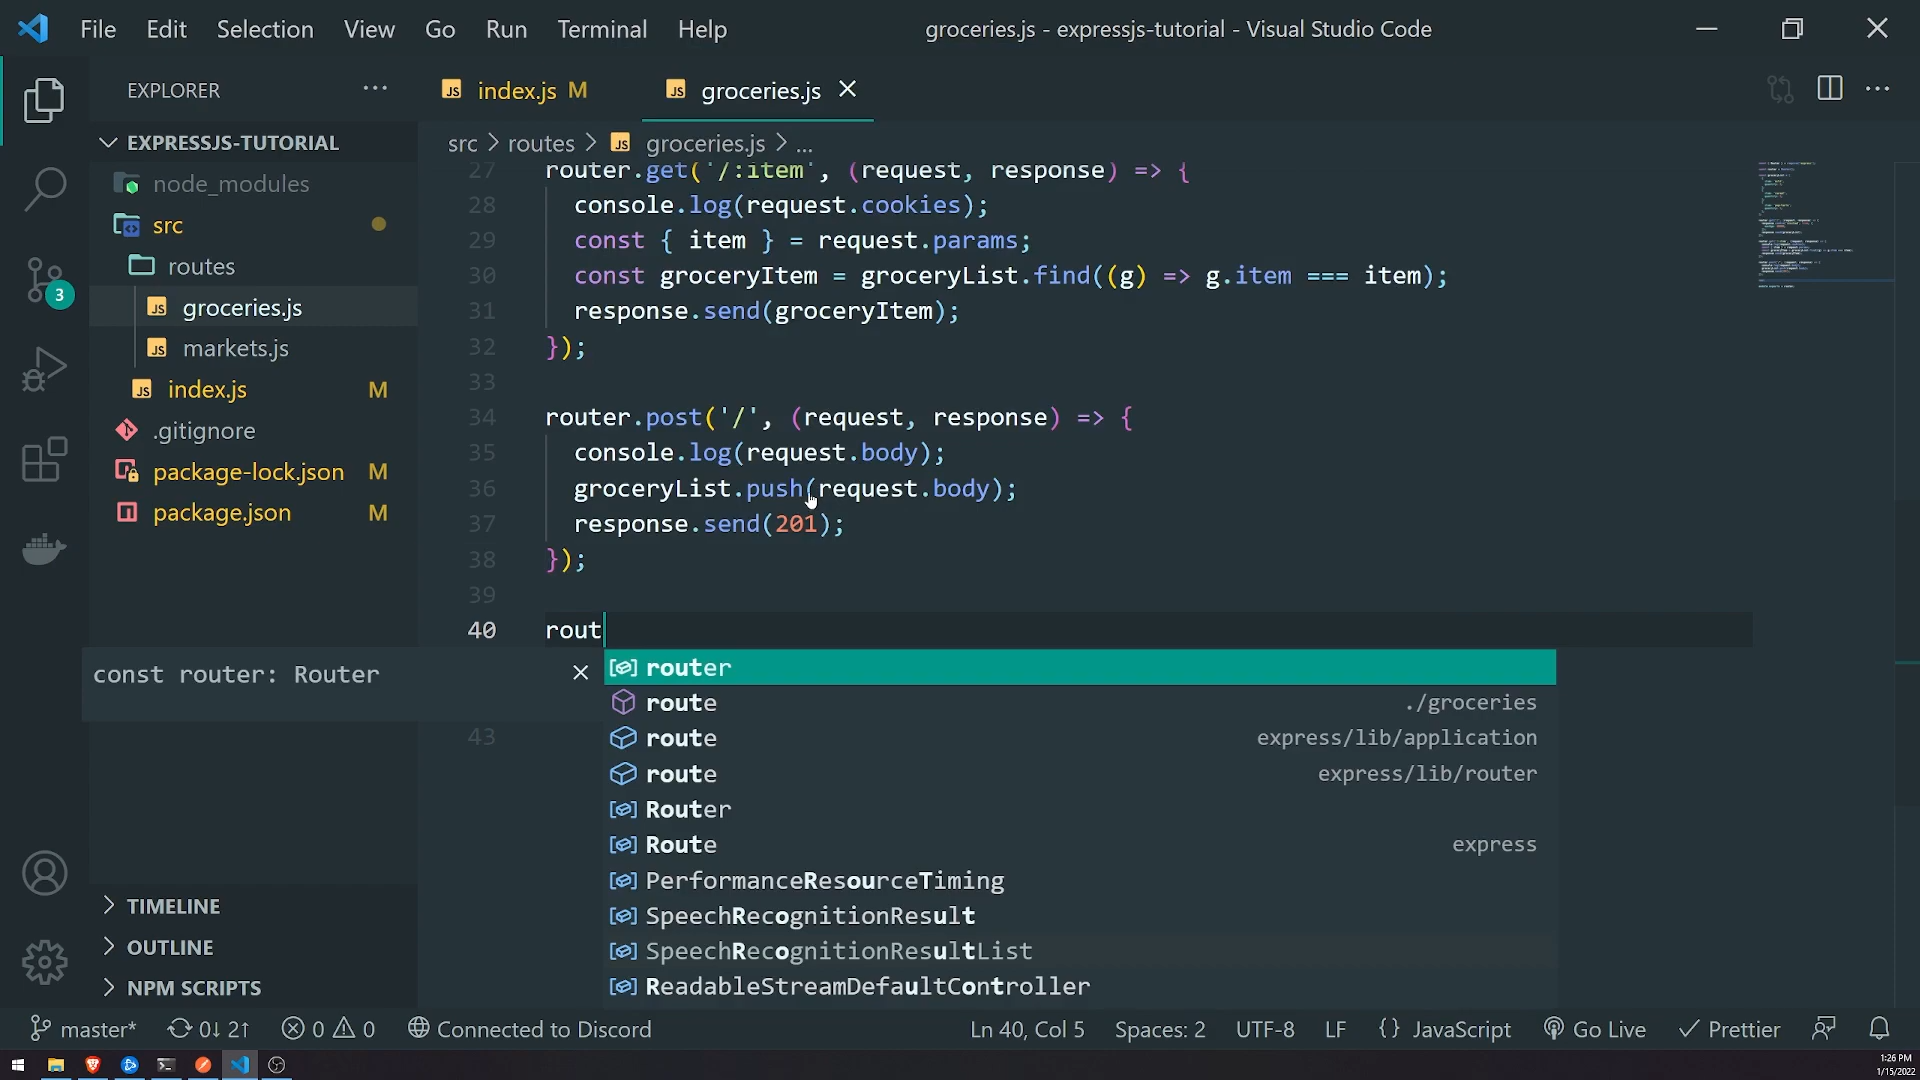 File Edit Selection View Go Run Terminal Help
groceries.js - expressjs-tutorial - Visual Studio Code
EXPLORER
EXPRESSJS-TUTORIAL
node_modules
src
routes
groceries.js
markets.js
index.js M
.gitignore
package-lock.json M
package.json M
3
TIMELINE
OUTLINE
NPM SCRIPTS
index.js M
groceries.js
src > routes > groceries.js > ...
27 router.get('/:item', (request, response) => {
28 console.log(request.cookies);
29 const { item } = request.params;
30 const groceryItem = groceryList.find((g) => g.item === item);
31 response.send(groceryItem);
32 });
33
34 router.post('/', (request, response) => {
35 console.log(request.body);
36 groceryList.push(request.body);
37 response.send(201);
38 });
39
40 rout
43
const router: Router
router
route ./groceries
route express/lib/application
route express/lib/router
Router
Route express
PerformanceResourceTiming
SpeechRecognitionResult
SpeechRecognitionResultList
ReadableStreamDefaultController
master* 0↓ 2↑ 0 0 Connected to Discord Ln 40, Col 5 Spaces: 2 UTF-8 LF {} JavaScript Go Live Prettier
1:26 PM
1/15/2022